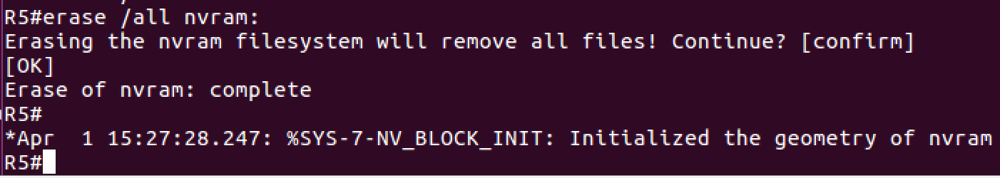 R5#erase /all nvram:
Erasing the nvram filesystem will remove all files! Continue? [confirm]
[OK]
Erase of nvram: complete
R5#
*Apr  1 15:27:28.247: %SYS-7-NV_BLOCK_INIT: Initialized the geometry of nvram
R5#